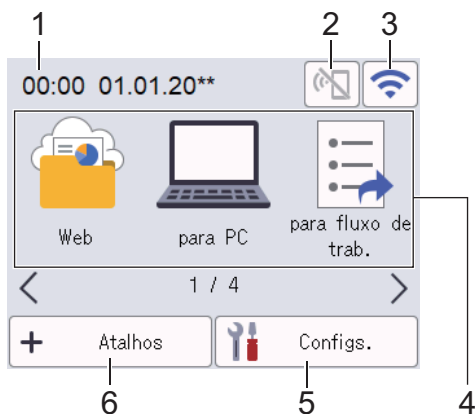 1 2 3
00:00 01.01.20**
Web para PC para fluxo de
trab.
1 / 4
+ Atalhos Configs.
6 5 4